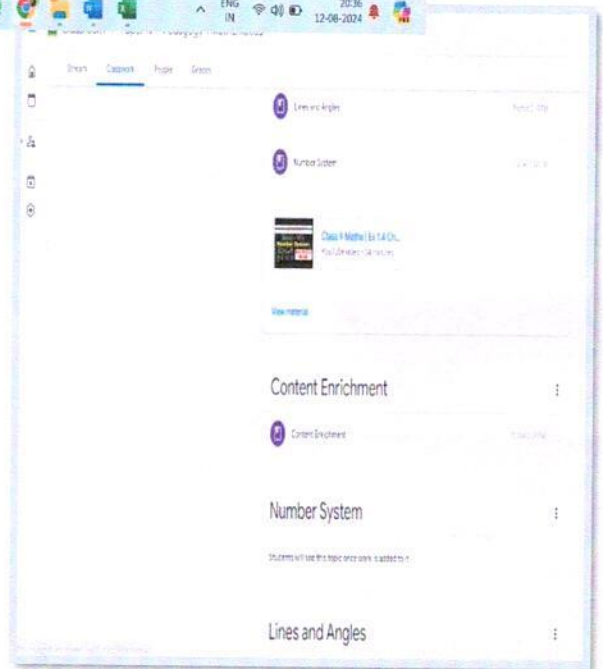 ENG
IN
20:36
12-08-2024
Stream Classwork People Grades
Lines and Angles
Number System
Class 9 Maths | Ex 1.4 Ch...
View material
Content Enrichment
Content Enrichment
Number System
Students will see this topic once work is added to it
Lines and Angles